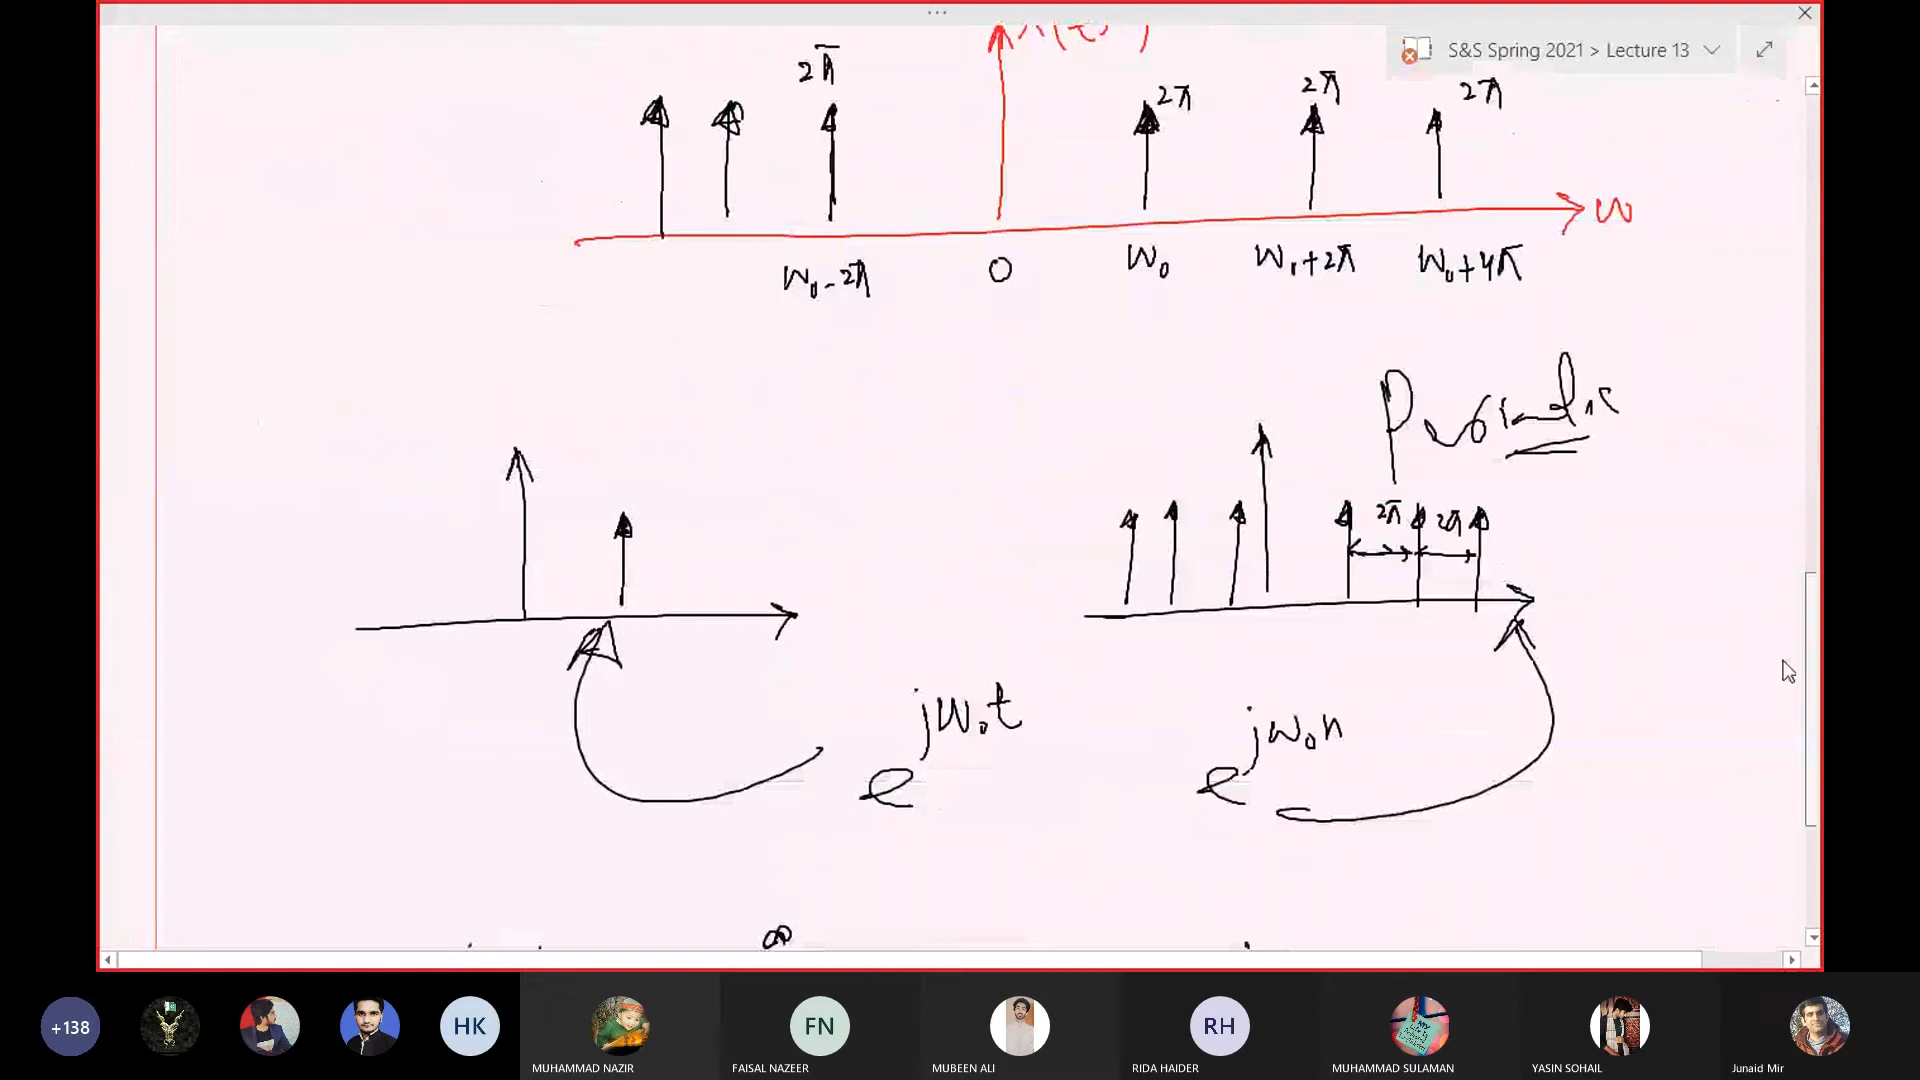 S&S Spring 2021 > Lecture 13
2π
2π
2π
2π
ω
ω₀-2π
0
ω₀
ω₀+2π
ω₀+4π
Periodic
2π
2π
e^jω₀t
e^jω₀n
∞
+138
HK
FN
RH
MUHAMMAD NAZIR
FAISAL NAZEER
MUBEEN ALI
RIDA HAIDER
MUHAMMAD SULAMAN
YASIN SOHAIL
Junaid Mir